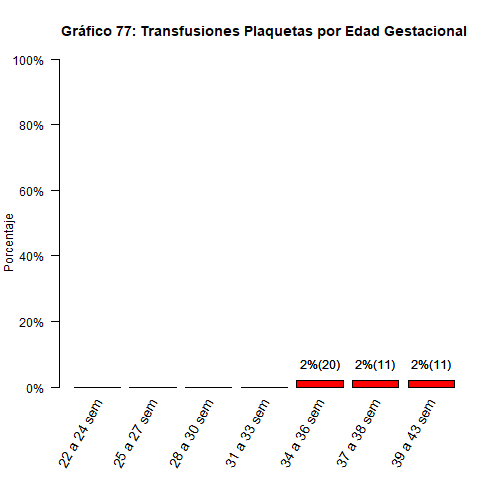 Gráfico 77: Transfusiones Plaquetas por Edad Gestacional
100%
80%
60%
40%
20%
0%
Porcentaje
2%(20)
2%(11)
2%(11)
22 a 24 sem
25 a 27 sem
28 a 30 sem
31 a 33 sem
34 a 36 sem
37 a 38 sem
39 a 43 sem